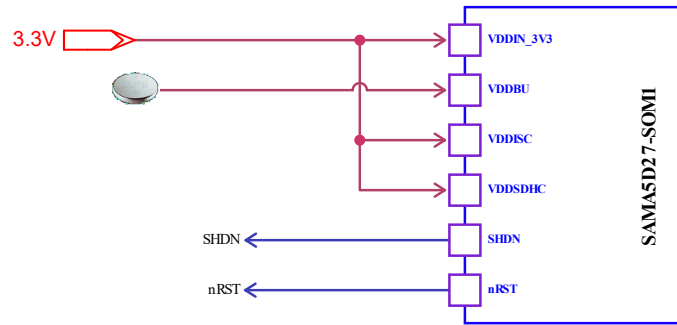 3.3V
VDDIN_3V3
VDDBU
VDDISC
VDDSDHC
SHDN
SHDN
nRST
nRST
SAMA5D27-SOM1